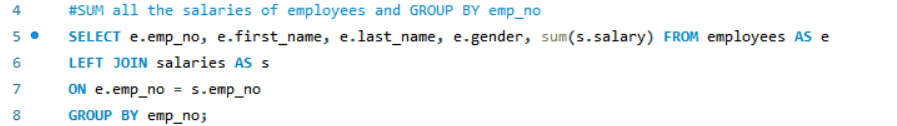 4 #SUM all the salaries of employees and GROUP BY emp_no
5 SELECT e.emp_no, e.first_name, e.last_name, e.gender, sum(s.salary) FROM employees AS e
6 LEFT JOIN salaries AS s
7 ON e.emp_no = s.emp_no
8 GROUP BY emp_no;